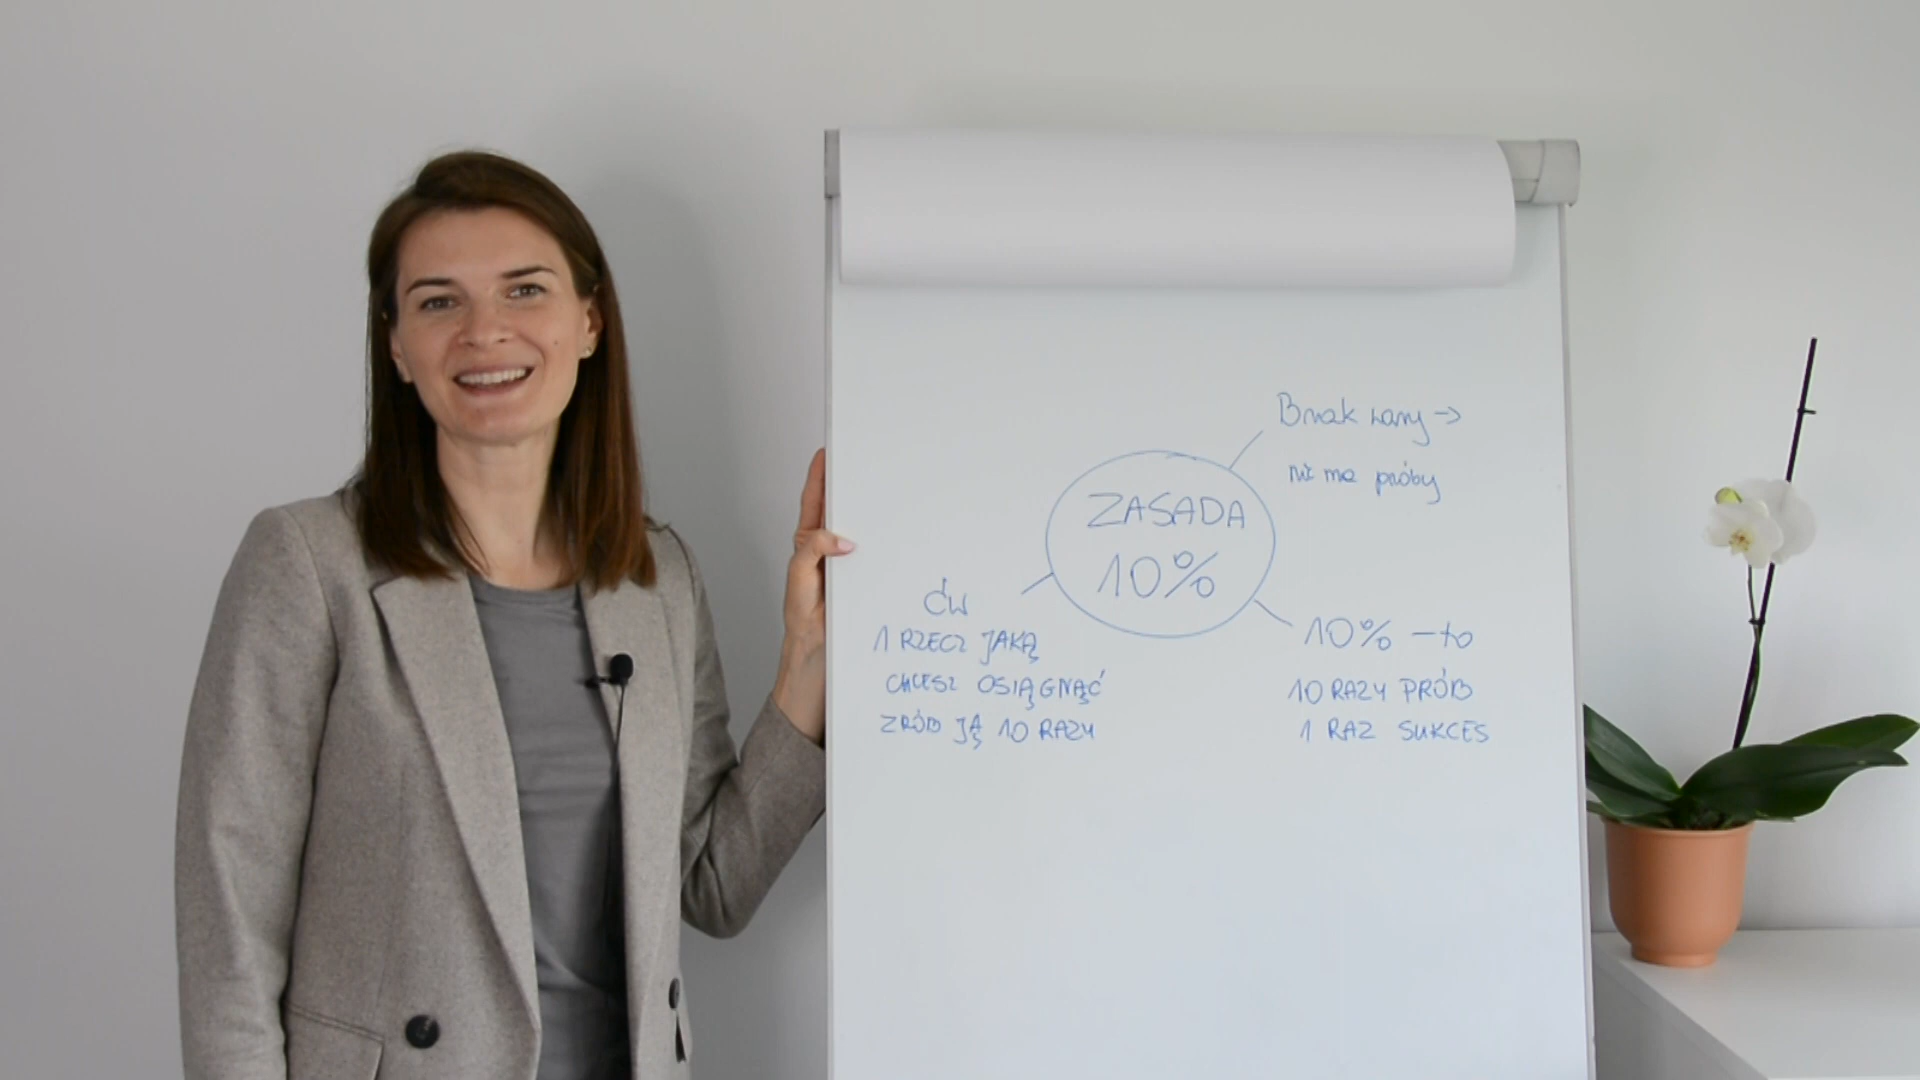 Brak wiary →
nie ma próby
ZASADA
10%
ĆW
1 RZECZ JAKĄ
CHCESZ OSIĄGNĄĆ
ZRÓB JĄ 10 RAZY
10% – to
10 RAZY PRÓB
1 RAZ SUKCES